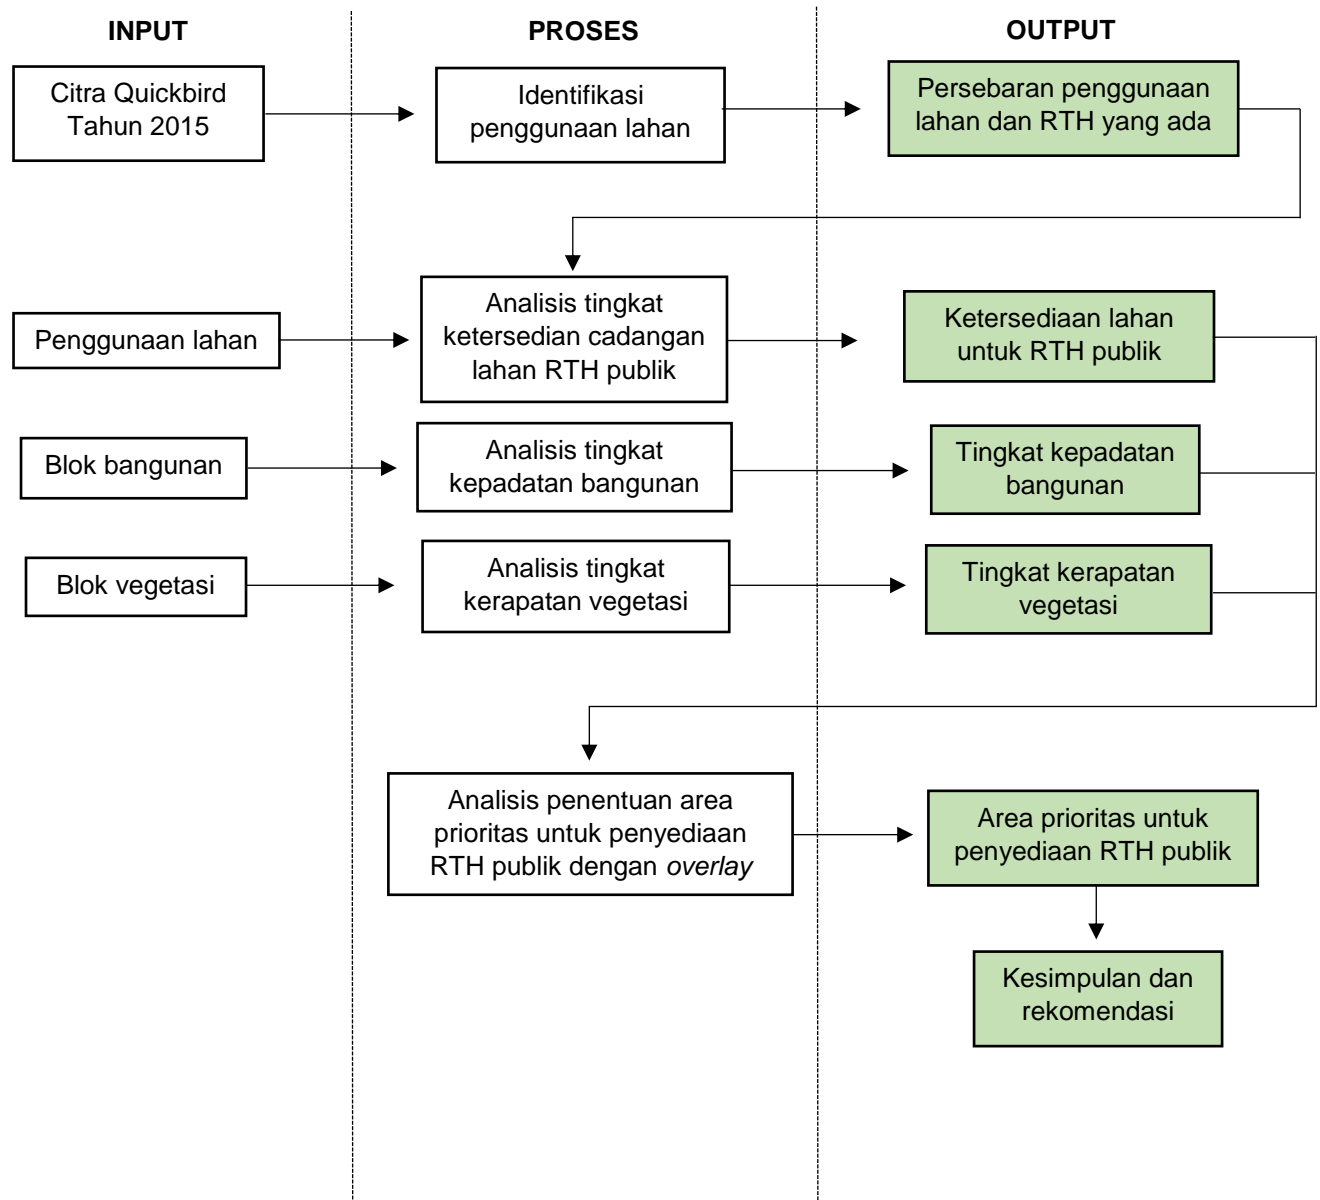 INPUT
PROSES
OUTPUT
Citra Quickbird
Tahun 2015
Identifikasi
penggunaan lahan
Persebaran penggunaan
lahan dan RTH yang ada
Penggunaan lahan
Analisis tingkat
ketersedian cadangan
lahan RTH publik
Ketersediaan lahan
untuk RTH publik
Blok bangunan
Analisis tingkat
kepadatan bangunan
Tingkat kepadatan
bangunan
Blok vegetasi
Analisis tingkat
kerapatan vegetasi
Tingkat kerapatan
vegetasi
Analisis penentuan area
prioritas untuk penyediaan
RTH publik dengan overlay
Area prioritas untuk
penyediaan RTH publik
Kesimpulan dan
rekomendasi